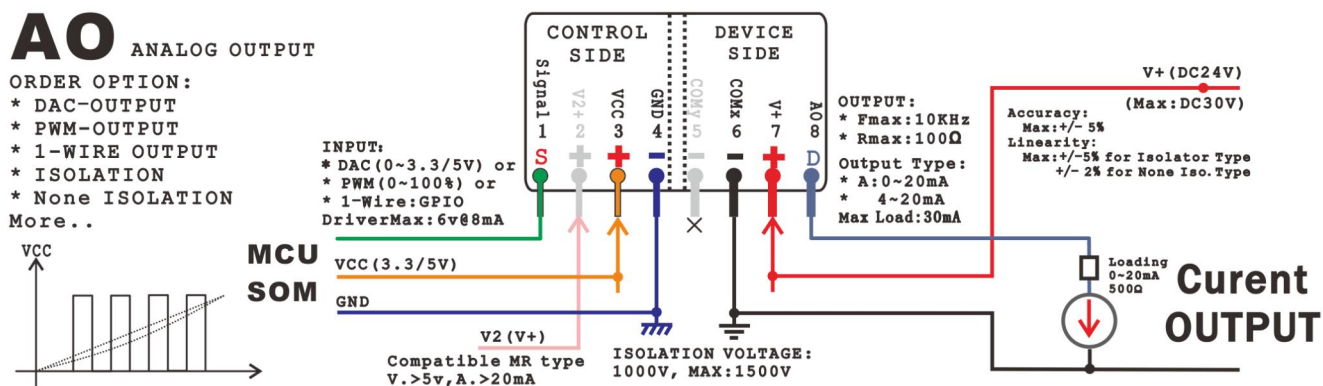 AO ANALOG OUTPUT
ORDER OPTION:
* DAC-OUTPUT
* PWM-OUTPUT
* 1-WIRE OUTPUT
* ISOLATION
* None ISOLATION
More..
VCC
INPUT:
* DAC(0~3.3/5V) or
* PWM(0~100%) or
* 1-Wire:GPIO
DriverMax:6v@8mA
MCU
SOM
VCC(3.3/5V)
GND
V2(V+)
Compatible MR type
V.>5v,A.>20mA
CONTROL
SIDE
DEVICE
SIDE
Signal 1
V2+ 2
VCC 3
GND 4
COMy 5
COMx 6
V+ 7
AO 8
S
+
+
-
-
-
+
D
×
ISOLATION VOLTAGE:
1000V, MAX:1500V
OUTPUT:
* Fmax:10KHz
* Rmax:100Ω
Output Type:
* A:0~20mA
* 4~20mA
Max Load:30mA
V+(DC24V)
(Max:DC30V)
Accuracy:
Max:+/- 5%
Linearity:
Max:+/-5% for Isolator Type
+/- 2% for None Iso. Type
Loading
0~20mA
500Ω
Curent
OUTPUT